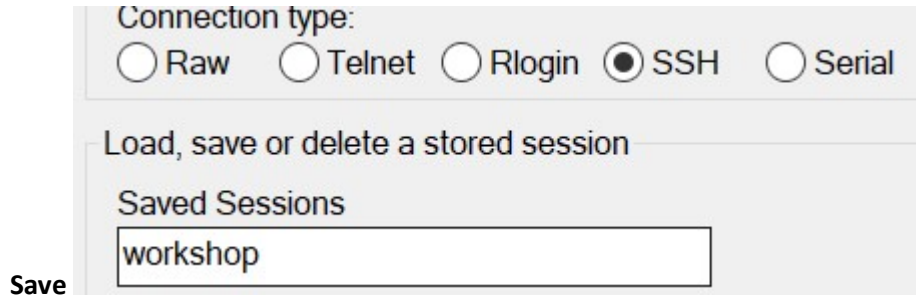 Connection type:
Raw Telnet Rlogin SSH Serial
Load, save or delete a stored session
Saved Sessions
workshop
Save